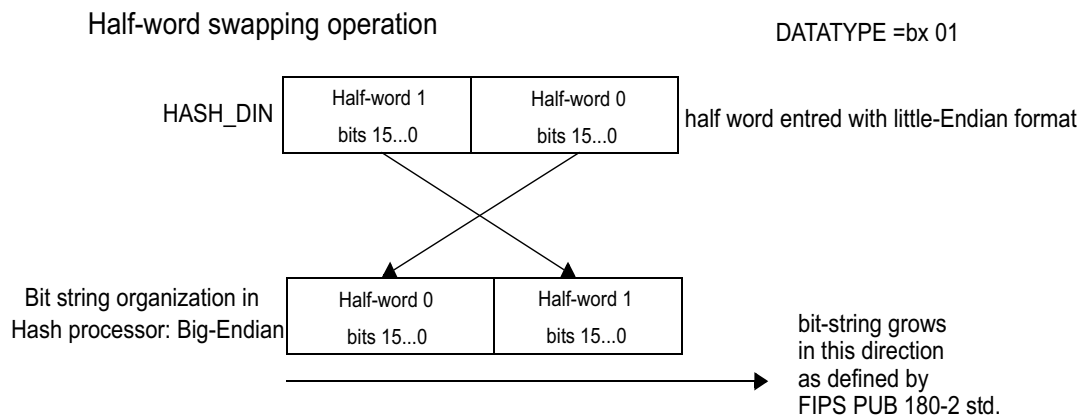 Half-word swapping operation
DATATYPE =bx 01
HASH_DIN
Half-word 1
bits 15...0
Half-word 0
bits 15...0
half word entred with little-Endian format
Bit string organization in
Hash processor: Big-Endian
Half-word 0
bits 15...0
Half-word 1
bits 15...0
bit-string grows
in this direction
as defined by
FIPS PUB 180-2 std.